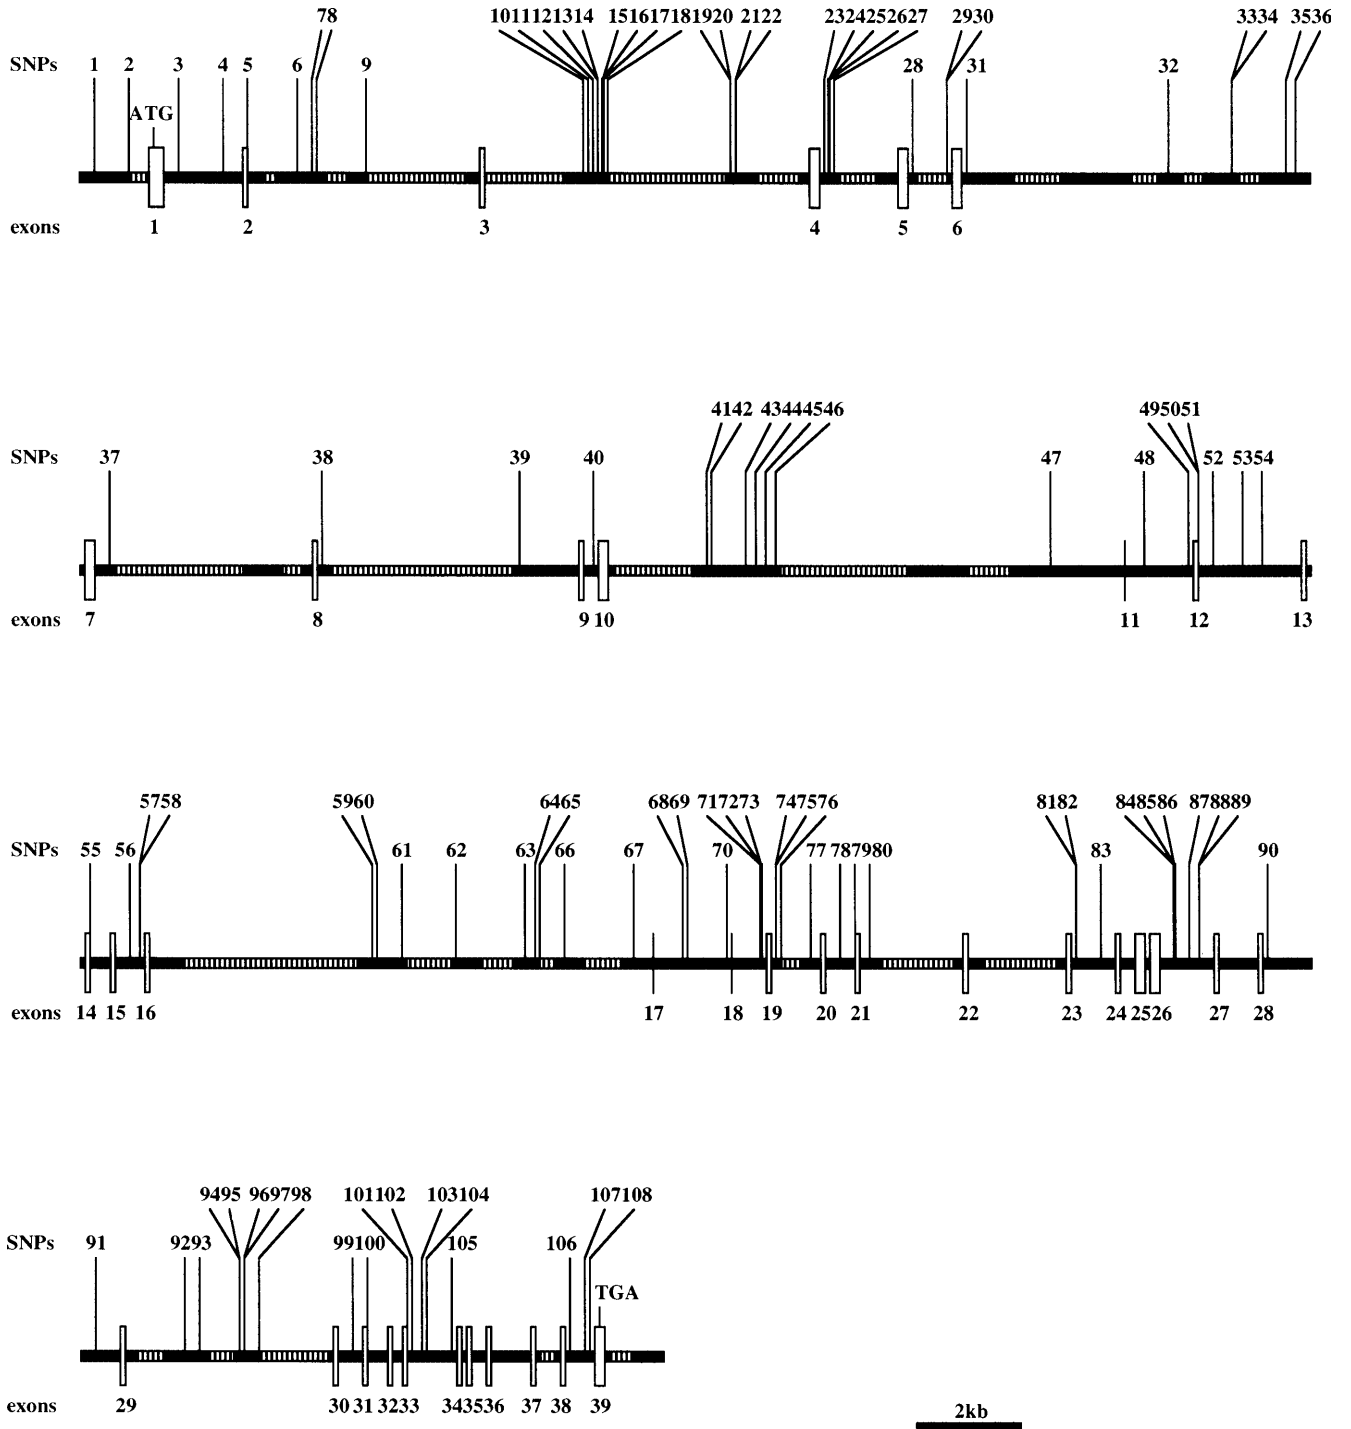 78 1011121314 15161718 1920 2122 2324252627 2930 3334 3536
SNPs 1 2 3 4 5 6 9 28 31 32
ATG
exons 1 2 3 4 5 6
4142 43444546 495051
SNPs 37 38 39 40 47 48 52 5354
exons 7 8 9 10 11 12 13
5758 5960 6465 6869 717273 747576 8182 848586 878889
SNPs 55 56 61 62 63 66 67 70 77 787980 83 90
exons 14 15 16 17 18 19 20 21 22 23 24 2526 27 28
9495 969798 101102 103104 107108
SNPs 91 9293 99100 105 106
TGA
exons 29 30 31 3233 343536 37 38 39
2kb